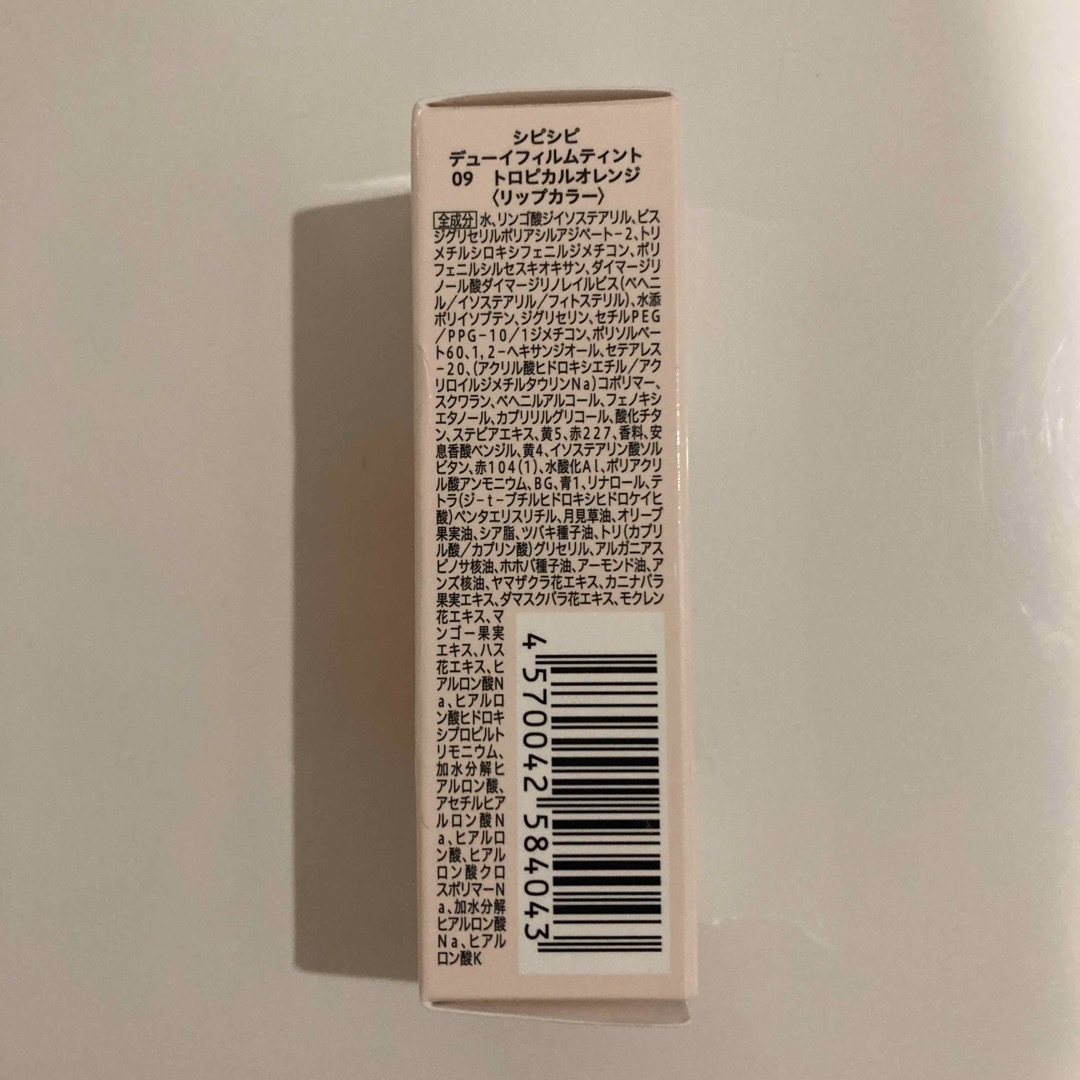 シピシピ
デューイフィルムティント
09　トロピカルオレンジ
〈リップカラー〉
全成分 水、リンゴ酸ジイソステアリル、ビス
ジグリセリルポリアシルアジペート-2、トリ
メチルシロキシフェニルジメチコン、ポリ
フェニルシルセスキオキサン、ダイマージリ
ノール酸ダイマージリノレイルビス(ベヘニ
ル/イソステアリル/フィトステリル)、水添
ポリイソブテン、ジグリセリン、セチルPEG
/PPG-10/1ジメチコン、ポリソルベー
ト60、1,2-ヘキサンジオール、セテアレス
-20、(アクリル酸ヒドロキシエチル/アク
リロイルジメチルタウリンNa)コポリマー、
スクワラン、ベヘニルアルコール、フェノキシ
エタノール、カプリリルグリコール、酸化チタ
ン、ステビアエキス、黄5、赤227、香料、安
息香酸ベンジル、黄4、イソステアリン酸ソル
ビタン、赤104(1)、水酸化Al、ポリアクリ
ル酸アンモニウム、BG、青1、リナロール、テ
トラ(ジ-t-ブチルヒドロキシヒドロケイヒ
酸)ペンタエリスリチル、月見草油、オリーブ
果実油、シア脂、ツバキ種子油、トリ(カプリ
ル酸/カプリン酸)グリセリル、アルガニアス
ピノサ核油、ホホバ種子油、アーモンド油、ア
ンズ核油、ヤマザクラ花エキス、カニナバラ
果実エキス、ダマスクバラ花エキス、モクレン
花エキス、マ
ンゴー果実
エキス、ハス
花エキス、ヒ
アルロン酸N
a、ヒアルロ
ン酸ヒドロキ
シプロピルト
リモニウム、
加水分解ヒ
アルロン酸、
アセチルヒア
ルロン酸N
a、ヒアルロ
ン酸、ヒアル
ロン酸クロ
スポリマーN
a、加水分解
ヒアルロン酸
Na、ヒアル
ロン酸K
4 570042 584043